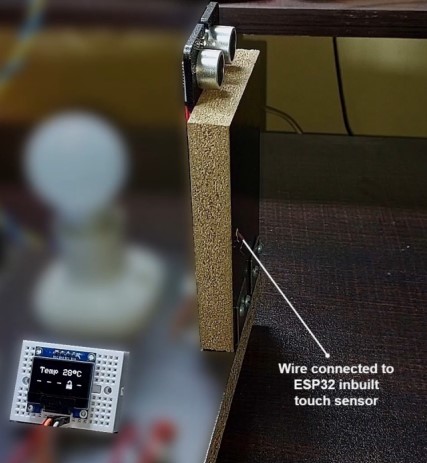 Temp 28°C
- - -
Wire connected to
ESP32 inbuilt
touch sensor